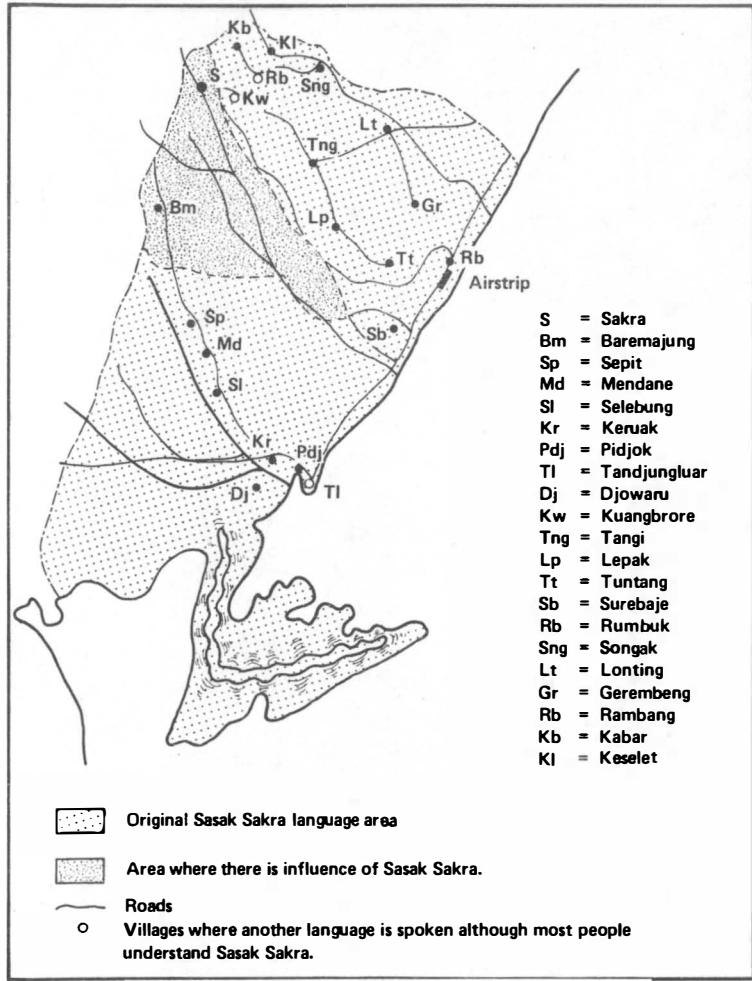 Kb
Kl
S
Rb
Sng
Kw
Lt
Tng
Bm
Lp
Gr
Tt
Rb
Airstrip
Sp
Sb
Md
Sl
Kr
Pdj
Dj
Tl
S = Sakra
Bm = Baremajung
Sp = Sepit
Md = Mendane
Sl = Selebung
Kr = Keruak
Pdj = Pidjok
Tl = Tandjungluar
Dj = Djowaru
Kw = Kuangbrore
Tng = Tangi
Lp = Lepak
Tt = Tuntang
Sb = Surebaje
Rb = Rumbuk
Sng = Songak
Lt = Lonting
Gr = Gerembeng
Rb = Rambang
Kb = Kabar
Kl = Keselet
Original Sasak Sakra language area
Area where there is influence of Sasak Sakra.
Roads
Villages where another language is spoken although most people
understand Sasak Sakra.